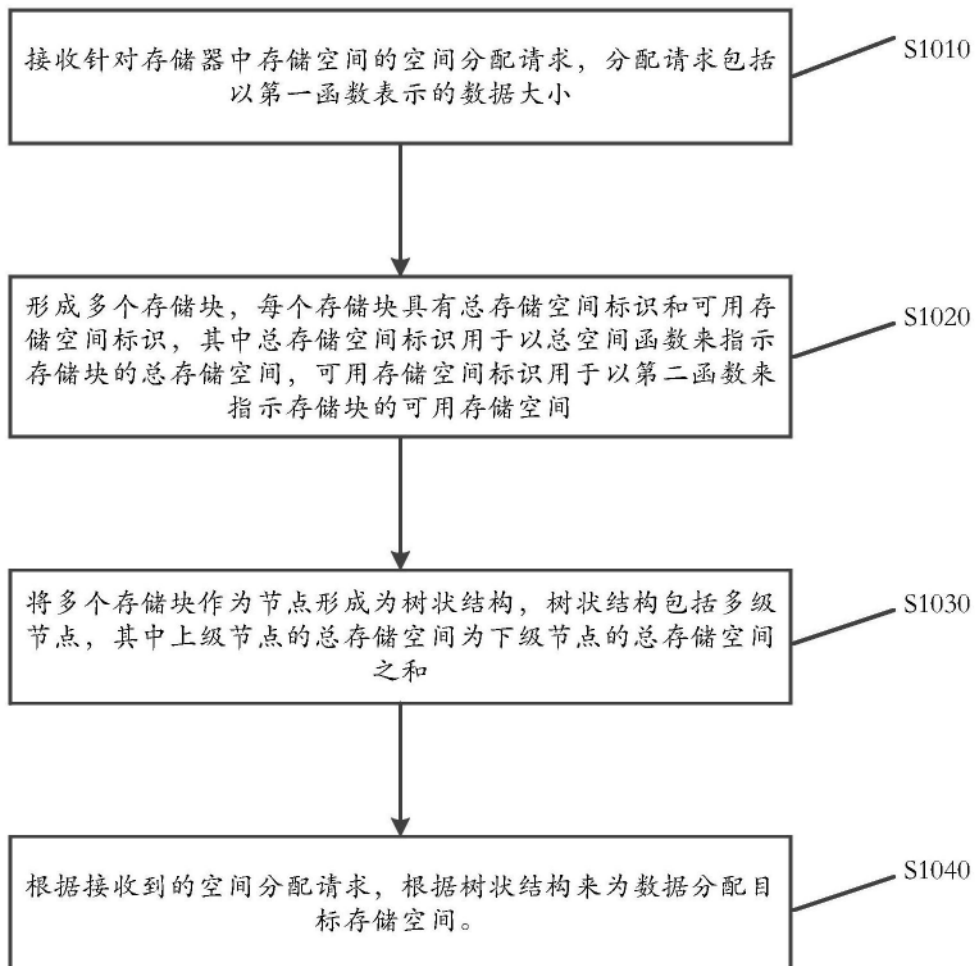 接收针对存储器中存储空间的空间分配请求，分配请求包括
以第一函数表示的数据大小
S1010
形成多个存储块，每个存储块具有总存储空间标识和可用存
储空间标识，其中总存储空间标识用于以总空间函数来指示
存储块的总存储空间，可用存储空间标识用于以第二函数来
指示存储块的可用存储空间
S1020
将多个存储块作为节点形成为树状结构，树状结构包括多级
节点，其中上级节点的总存储空间为下级节点的总存储空间
之和
S1030
根据接收到的空间分配请求，根据树状结构来为数据分配目
标存储空间。
S1040